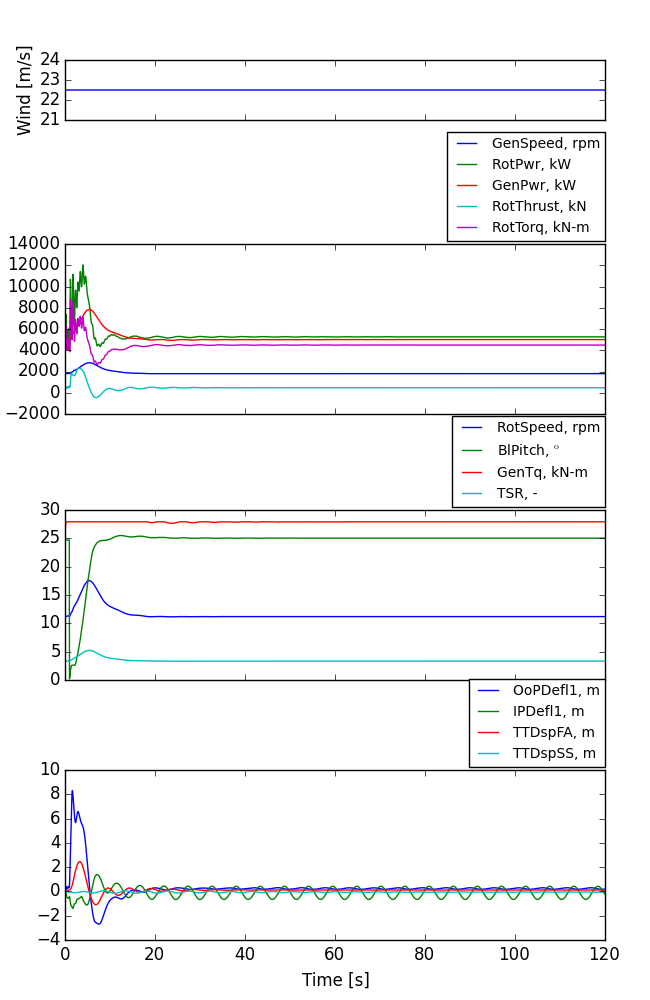 Wind [m/s]
24
23
22
21
GenSpeed, rpm
RotPwr, kW
GenPwr, kW
RotThrust, kN
RotTorq, kN-m
14000
12000
10000
8000
6000
4000
2000
0
−2000
RotSpeed, rpm
BlPitch, °
GenTq, kN-m
TSR, -
30
25
20
15
10
5
0
OoPDefl1, m
IPDefl1, m
TTDspFA, m
TTDspSS, m
10
8
6
4
2
0
−2
−4
0 20 40 60 80 100 120
Time [s]